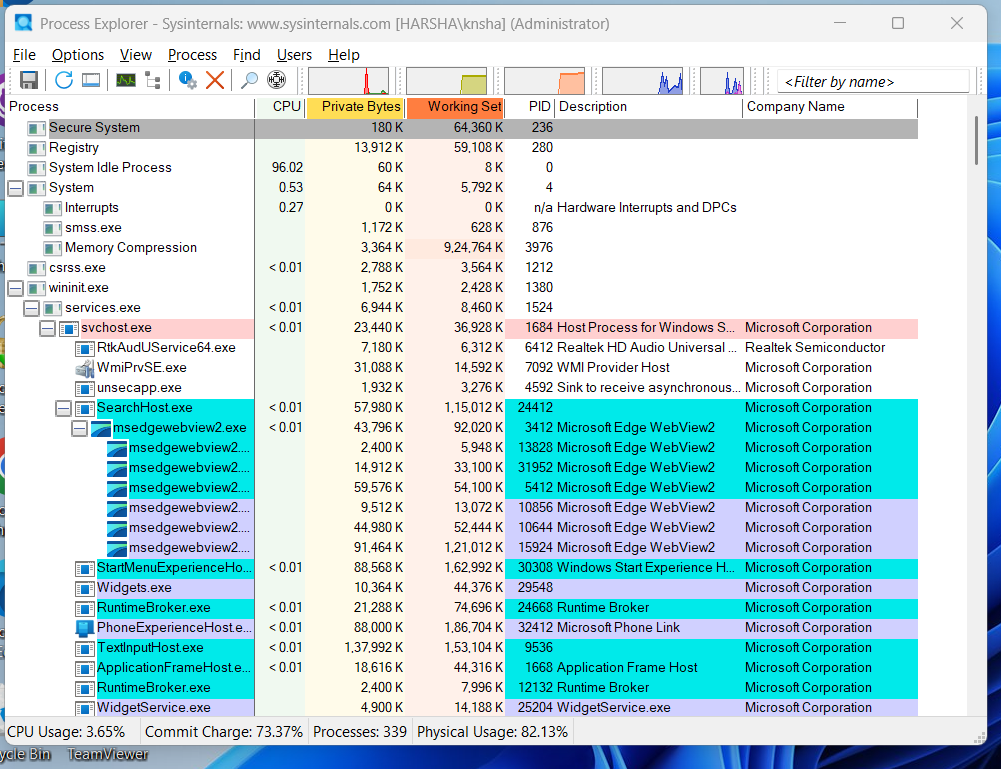 Process Explorer - Sysinternals: www.sysinternals.com [HARSHA\knsha] (Administrator)
File Options View Process Find Users Help
<Filter by name>
Process CPU Private Bytes Working Set PID Description Company Name
Secure System 180 K 64,360 K 236
Registry 13,912 K 59,108 K 280
System Idle Process 96.02 60 K 8 K 0
System 0.53 64 K 5,792 K 4
Interrupts 0.27 0 K 0 K n/a Hardware Interrupts and DPCs
smss.exe 1,172 K 628 K 876
Memory Compression 3,364 K 9,24,764 K 3976
csrss.exe < 0.01 2,788 K 3,564 K 1212
wininit.exe 1,752 K 2,428 K 1380
services.exe < 0.01 6,944 K 8,460 K 1524
svchost.exe < 0.01 23,440 K 36,928 K 1684 Host Process for Windows S... Microsoft Corporation
RtkAudUService64.exe 7,180 K 6,312 K 6412 Realtek HD Audio Universal ... Realtek Semiconductor
WmiPrvSE.exe 31,088 K 14,592 K 7092 WMI Provider Host Microsoft Corporation
unsecapp.exe 1,932 K 3,276 K 4592 Sink to receive asynchronous... Microsoft Corporation
SearchHost.exe < 0.01 57,980 K 1,15,012 K 24412 Microsoft Corporation
msedgewebview2.exe < 0.01 43,796 K 92,020 K 3412 Microsoft Edge WebView2 Microsoft Corporation
msedgewebview2.... 2,400 K 5,948 K 13828 Microsoft Edge WebView2 Microsoft Corporation
msedgewebview2.... 14,912 K 33,100 K 31952 Microsoft Edge WebView2 Microsoft Corporation
msedgewebview2.... 59,576 K 54,100 K 5412 Microsoft Edge WebView2 Microsoft Corporation
msedgewebview2.... 9,512 K 13,072 K 10856 Microsoft Edge WebView2 Microsoft Corporation
msedgewebview2.... 44,980 K 52,444 K 10644 Microsoft Edge WebView2 Microsoft Corporation
msedgewebview2.... 91,464 K 1,21,012 K 15924 Microsoft Edge WebView2 Microsoft Corporation
StartMenuExperienceHo... < 0.01 88,568 K 1,62,992 K 30308 Windows Start Experience H... Microsoft Corporation
Widgets.exe 10,364 K 44,376 K 29548 Microsoft Corporation
RuntimeBroker.exe < 0.01 21,288 K 74,696 K 24668 Runtime Broker Microsoft Corporation
PhoneExperienceHost.e... < 0.01 88,000 K 1,86,704 K 32412 Microsoft Phone Link Microsoft Corporation
TextInputHost.exe < 0.01 1,37,992 K 1,53,104 K 9536 Microsoft Corporation
ApplicationFrameHost.e... < 0.01 18,616 K 44,316 K 1668 Application Frame Host Microsoft Corporation
RuntimeBroker.exe 2,400 K 7,996 K 12132 Runtime Broker Microsoft Corporation
WidgetService.exe 4,900 K 14,188 K 25204 WidgetService.exe Microsoft Corporation
CPU Usage: 3.65% Commit Charge: 73.37% Processes: 339 Physical Usage: 82.13%
ycle Bin TeamViewer